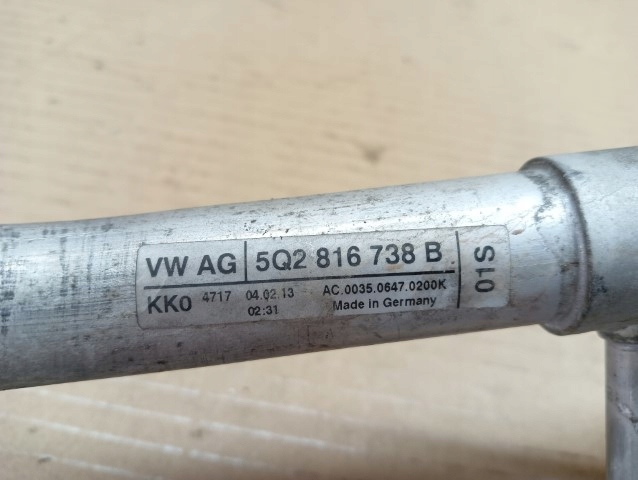 VW AG 5Q2 816 738 B
KK0 4717 04.02.13 AC.0035.0647.0200K
02:31 Made in Germany
01S